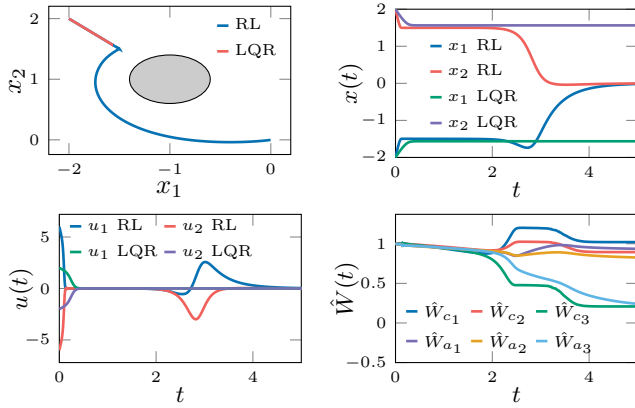 2
1
0
x₂
−2
−1
0
x₁
RL
LQR
2
1
0
−1
−2
x(t)
0
2
4
t
x₁ RL
x₂ RL
x₁ LQR
x₂ LQR
5
0
−5
u(t)
0
2
4
t
u₁ RL u₂ RL
u₁ LQR u₂ LQR
1
0.5
0
−0.5
Ŵ(t)
0
2
4
t
Ŵc₁ Ŵc₂ Ŵc₃
Ŵa₁ Ŵa₂ Ŵa₃